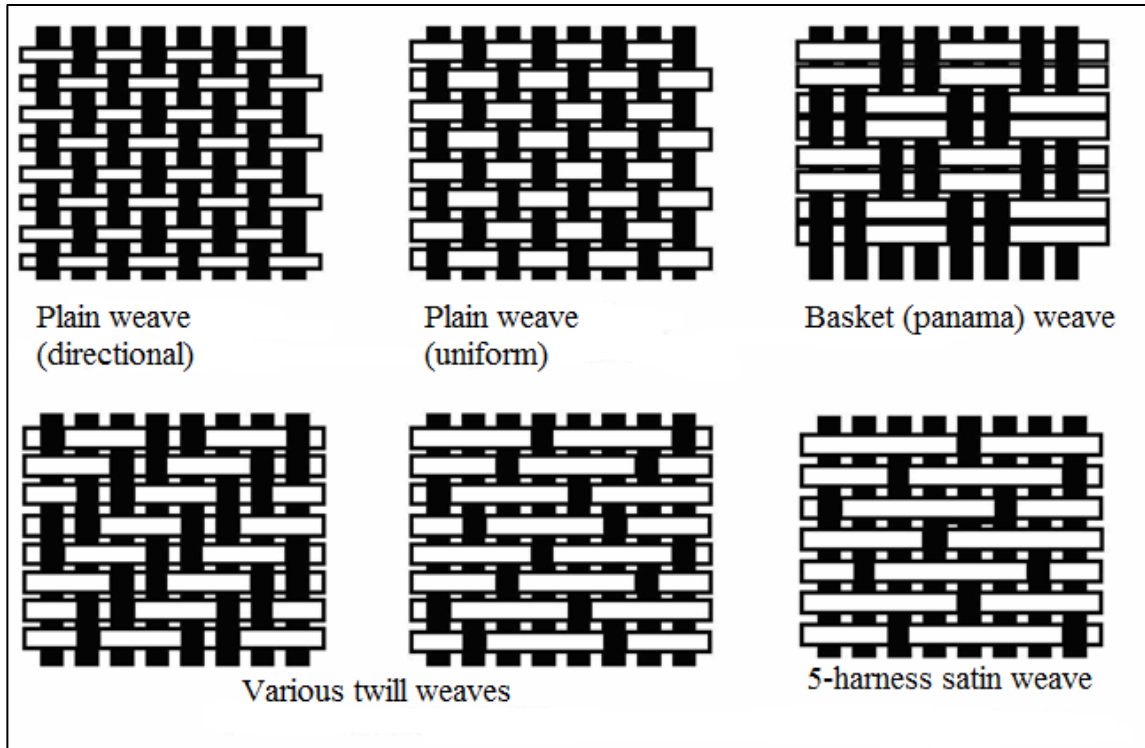 Plain weave
(directional)
Plain weave
(uniform)
Basket (panama) weave
Various twill weaves
5-harness satin weave